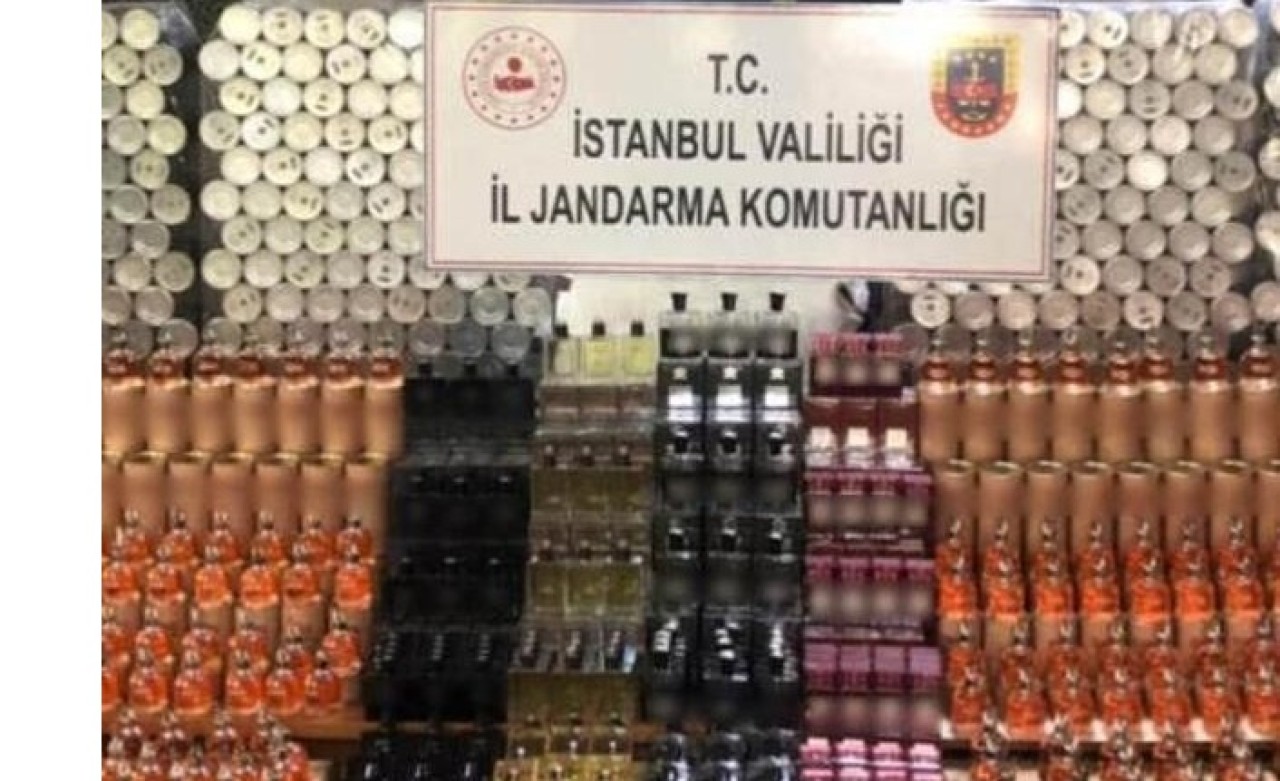 T.C.
İSTANBUL VALİLİĞİ
İL JANDARMA KOMUTANLIĞI